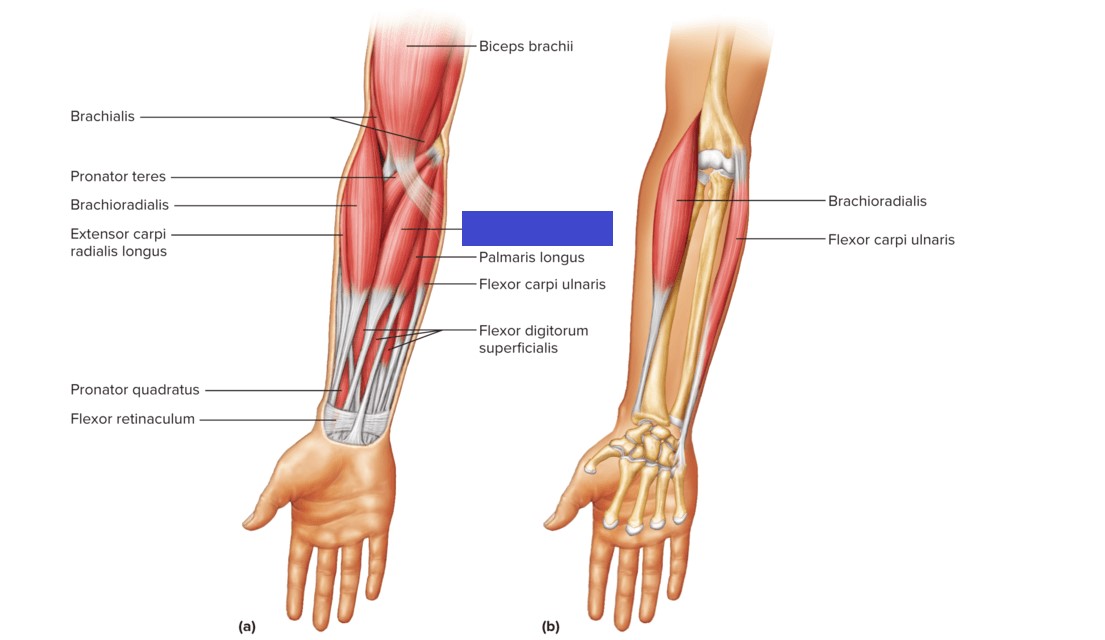 Biceps brachii
Brachialis
Pronator teres
Brachioradialis
Extensor carpi
radialis longus
Palmaris longus
Flexor carpi ulnaris
Flexor digitorum
superficialis
Pronator quadratus
Flexor retinaculum
(a)
Brachioradialis
Flexor carpi ulnaris
(b)